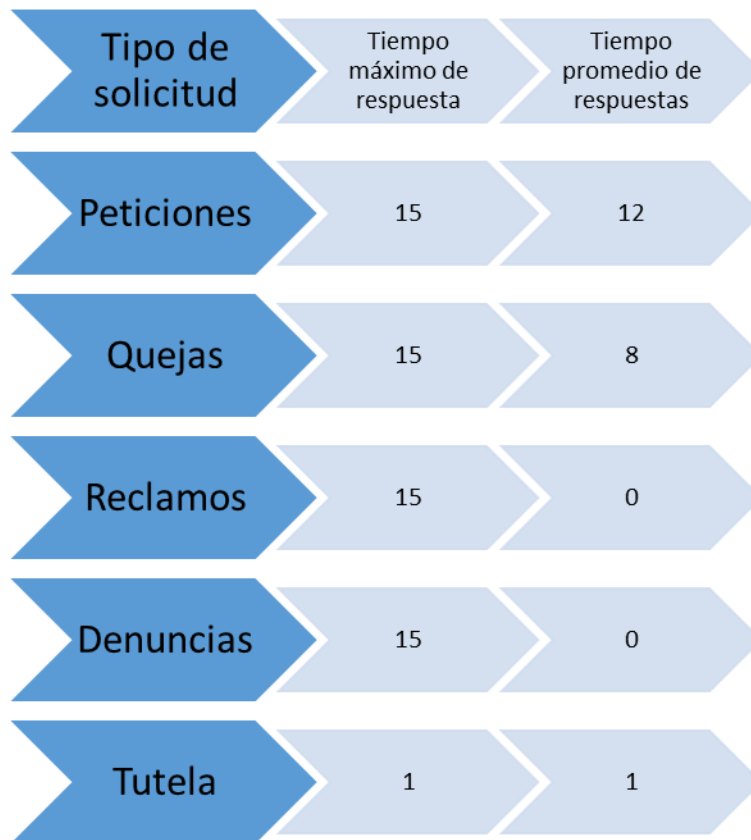 Tipo de
solicitud
Tiempo
máximo de
respuesta
Tiempo
promedio de
respuestas
Peticiones
15
12
Quejas
15
8
Reclamos
15
0
Denuncias
15
0
Tutela
1
1